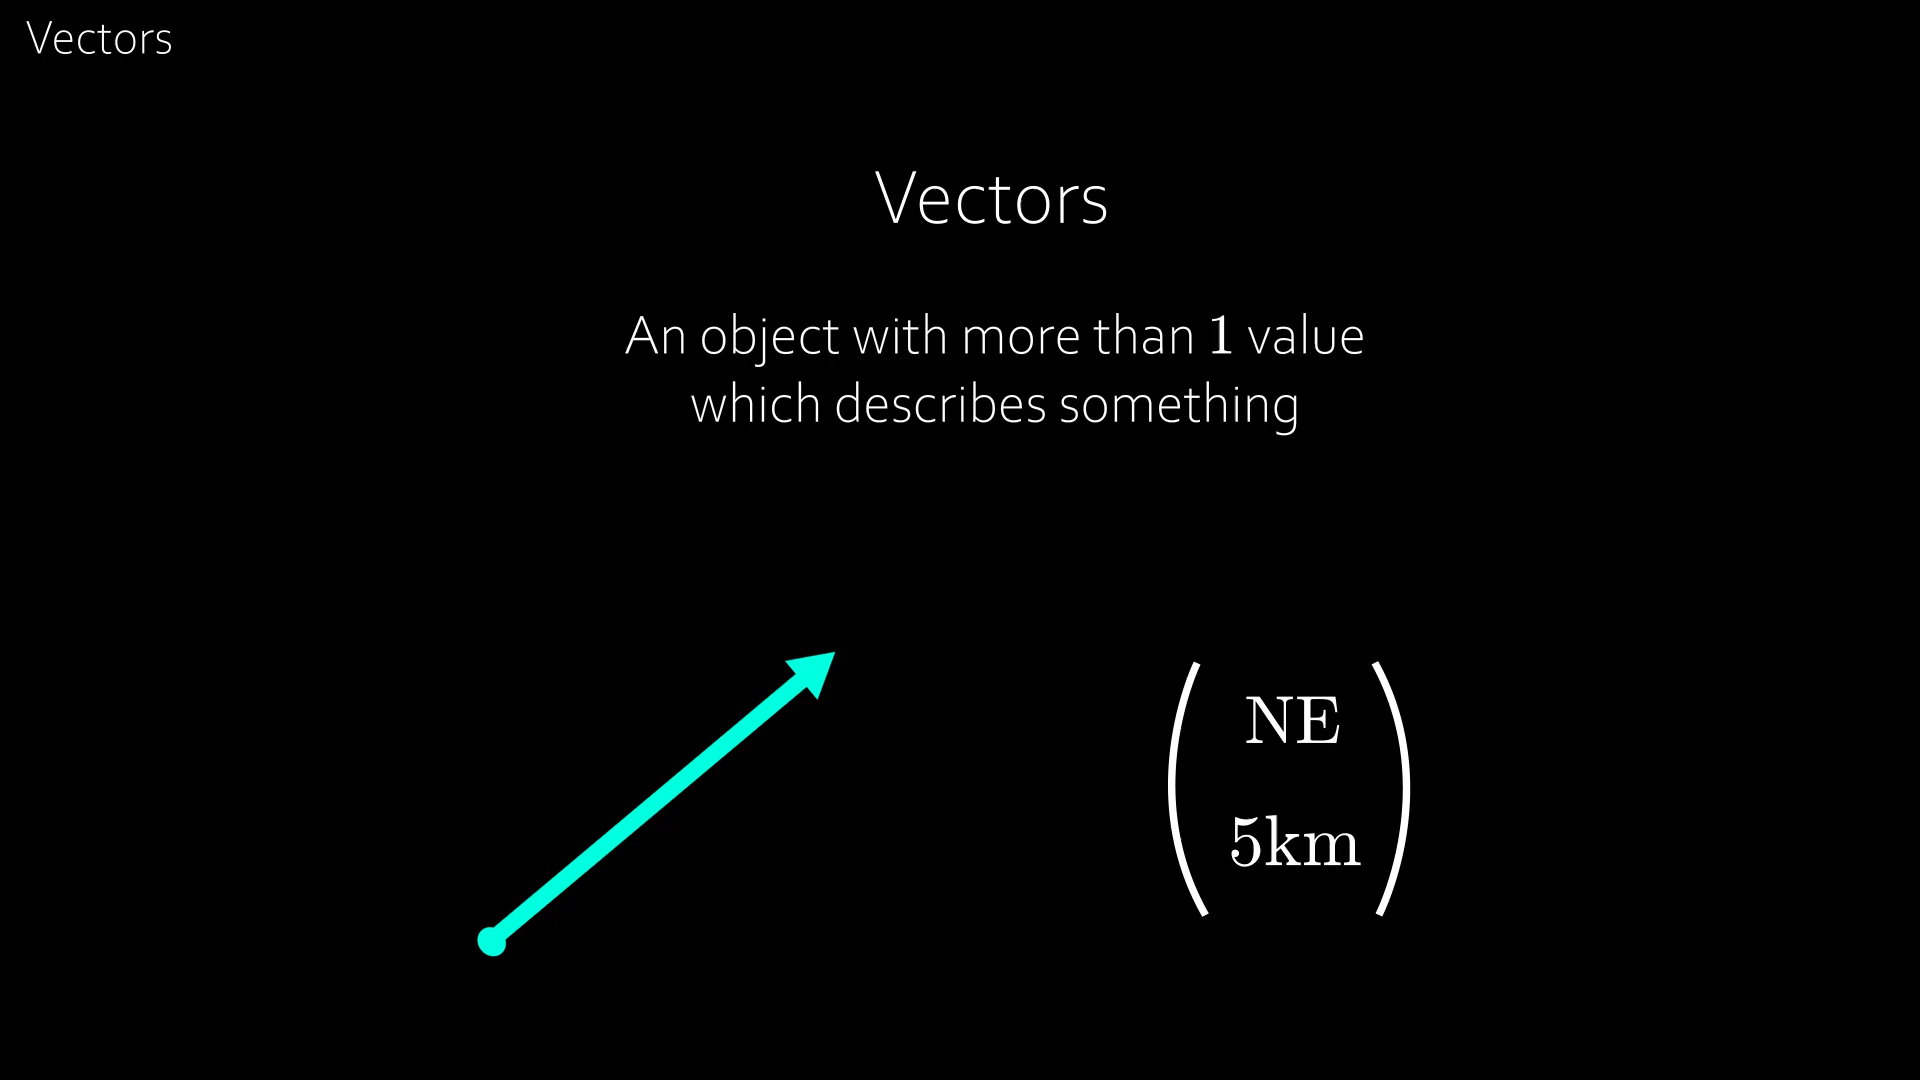 Vectors
Vectors
An object with more than 1 value
which describes something
NE
5km